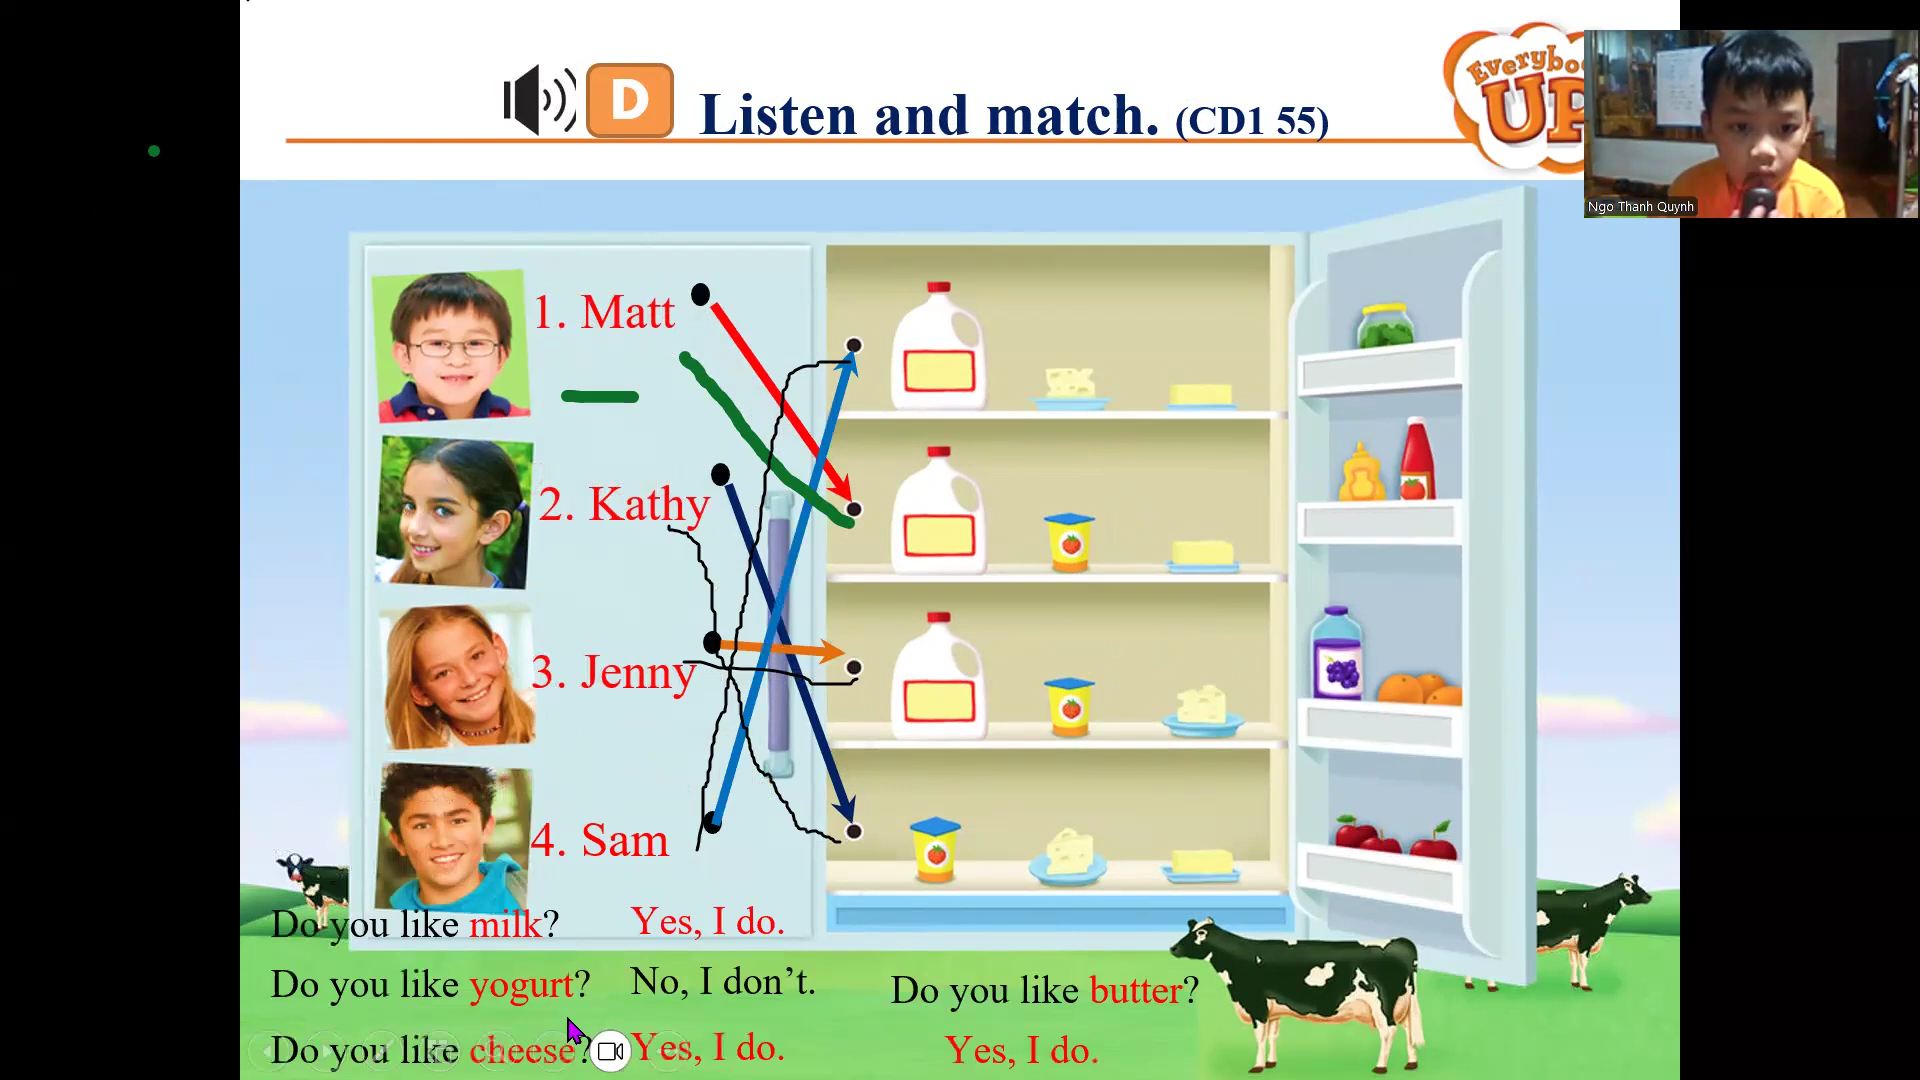 D Listen and match. (CD1 55)
UP
Ngo Thanh Quynh
1. Matt
2. Kathy
3. Jenny
4. Sam
Do you like milk? Yes, I do.
Do you like yogurt? No, I don't.
Do you like butter?
Do you like cheese? Yes, I do.
Yes, I do.